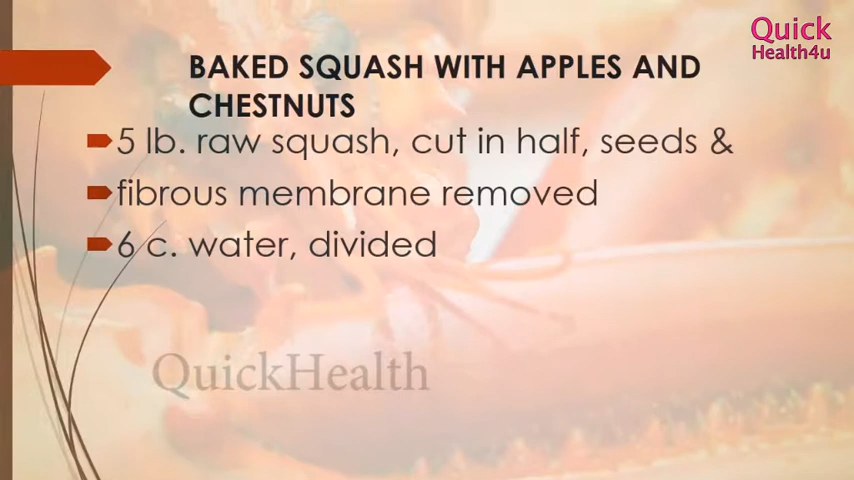 Quick
Health4u
BAKED SQUASH WITH APPLES AND
CHESTNUTS
5 lb. raw squash, cut in half, seeds &
fibrous membrane removed
6 c. water, divided
QuickHealth